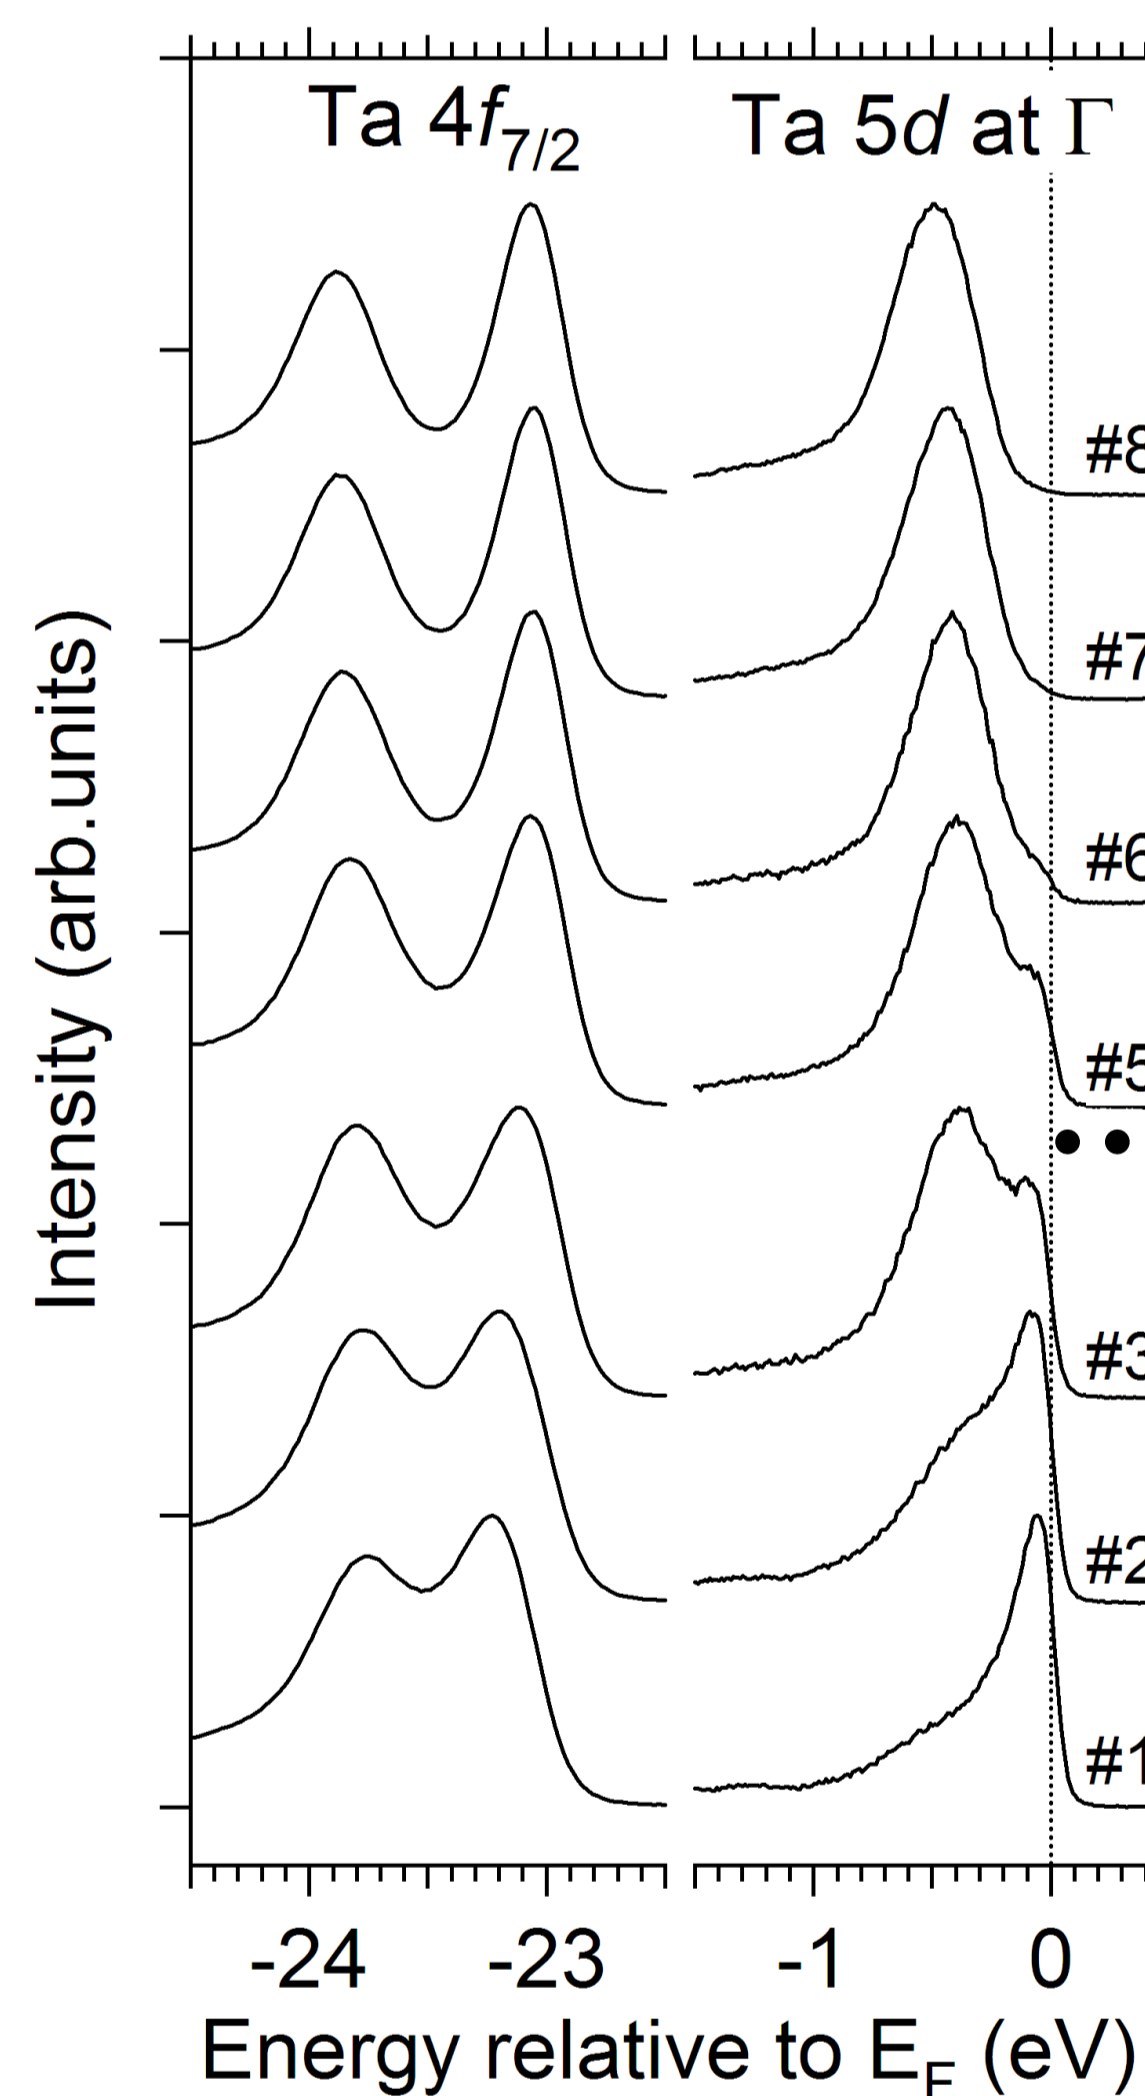 Ta 4f7/2
Ta 5d at Γ
#8
#7
#6
#5
#3
#2
#1
Intensity (arb.units)
-24 -23 -1 0
Energy relative to EF (eV)